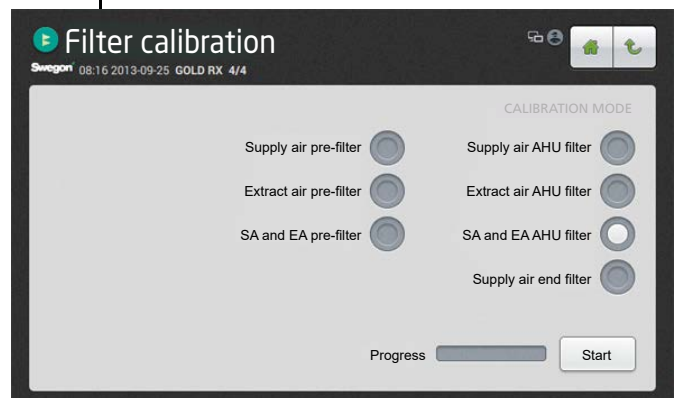 Filter calibration
Swegon 08:16 2013-09-25 GOLD RX 4/4
CALIBRATION MODE
Supply air pre-filter Supply air AHU filter
Extract air pre-filter Extract air AHU filter
SA and EA pre-filter SA and EA AHU filter
Supply air end filter
Progress Start